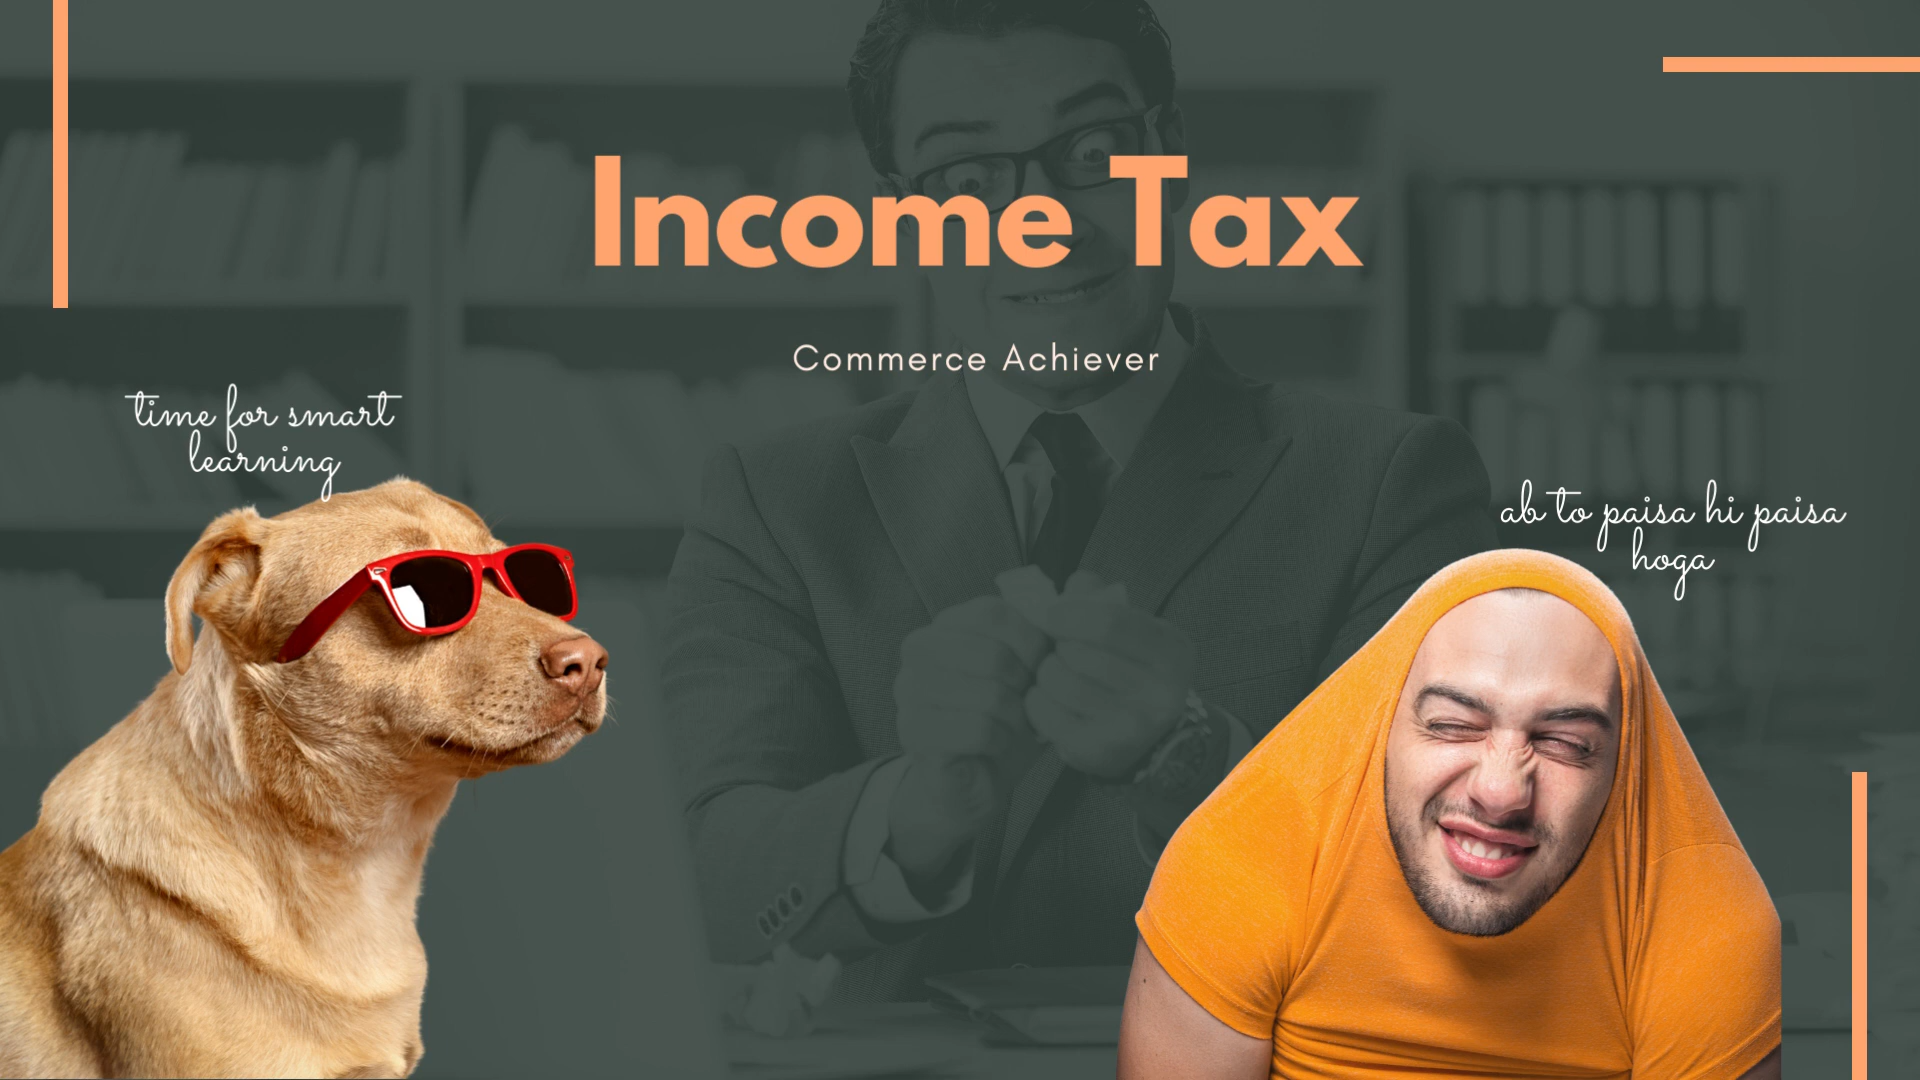 Income Tax
Commerce Achiever
time for smart
learning
ab to paisa hi paisa
hoga